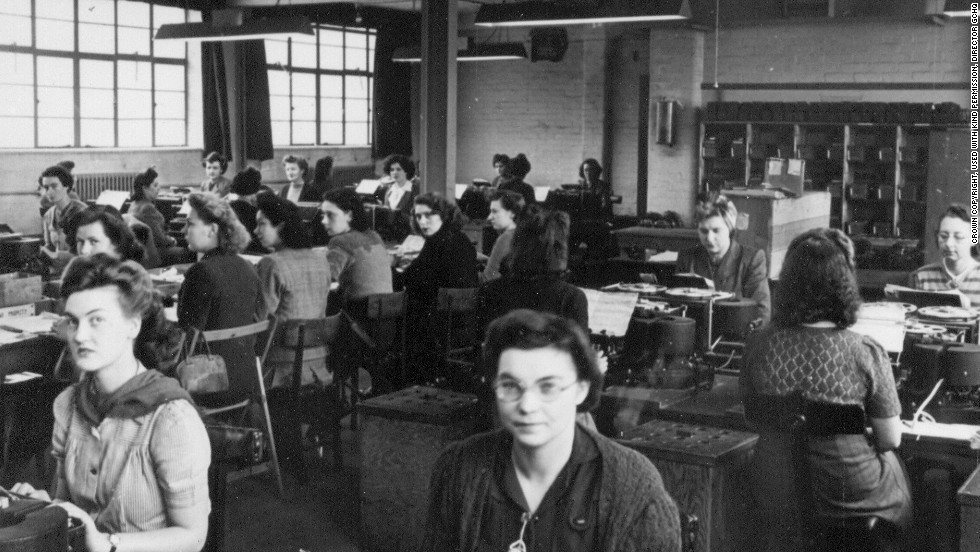 CROWN COPYRIGHT, USED WITH KIND PERMISSION, DIRECTOR GCHQ